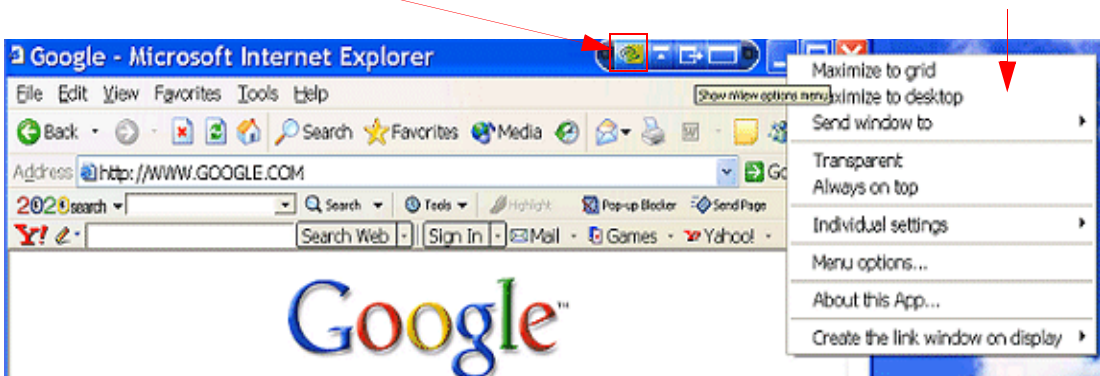 Google - Microsoft Internet Explorer
File Edit View Favorites Tools Help
Show nView options menu
Back Search Favorites Media
Address http://WWW.GOOGLE.COM Go
2020search Search Tools Highlight Pop-up Blocker Send Page
Y! Search Web Sign In Mail Games Yahoo!
Google™
Maximize to grid
aximize to desktop
Send window to
Transparent
Always on top
Individual settings
Menu options...
About this App...
Create the link window on display